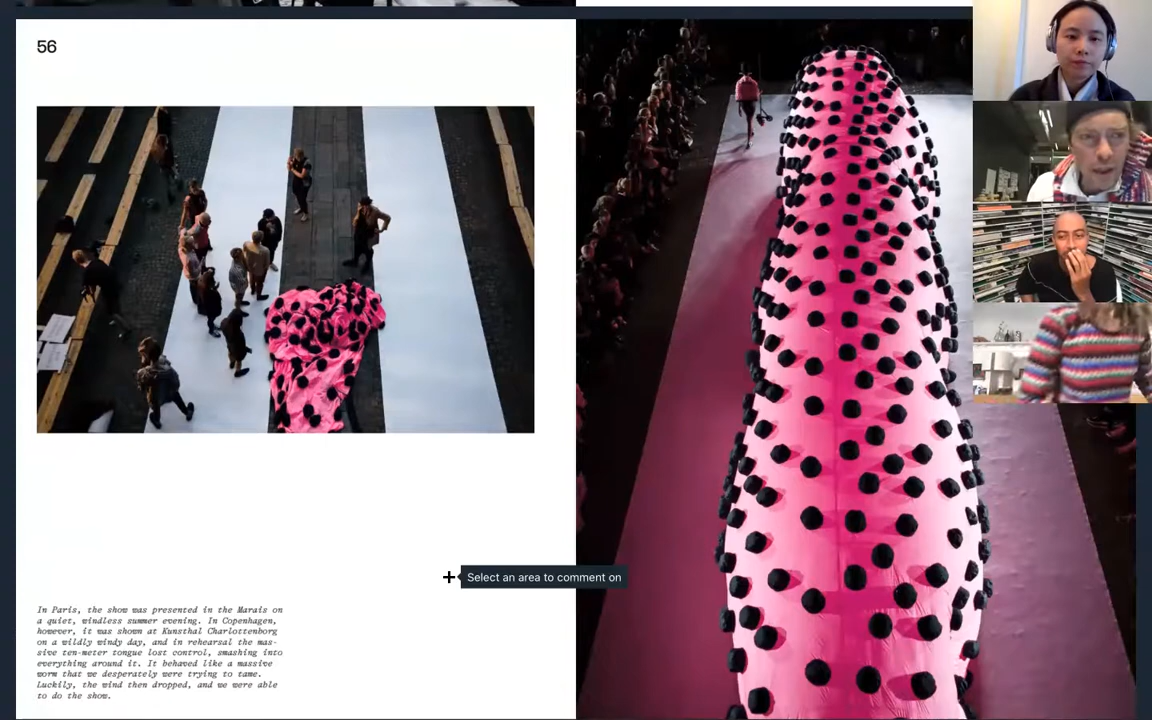 56
Select an area to comment on
In Paris, the show was presented in the Marais on
a quiet, windless summer evening. In Copenhagen,
however, it was shown at Kunsthal Charlottenborg
on a wildly windy day, and in rehearsal the mas-
sive ten-meter tongue lost control, smashing into
everything around it. It behaved like a massive
worm that we desperately were trying to tame.
Luckily, the wind then dropped, and we were able
to do the show.